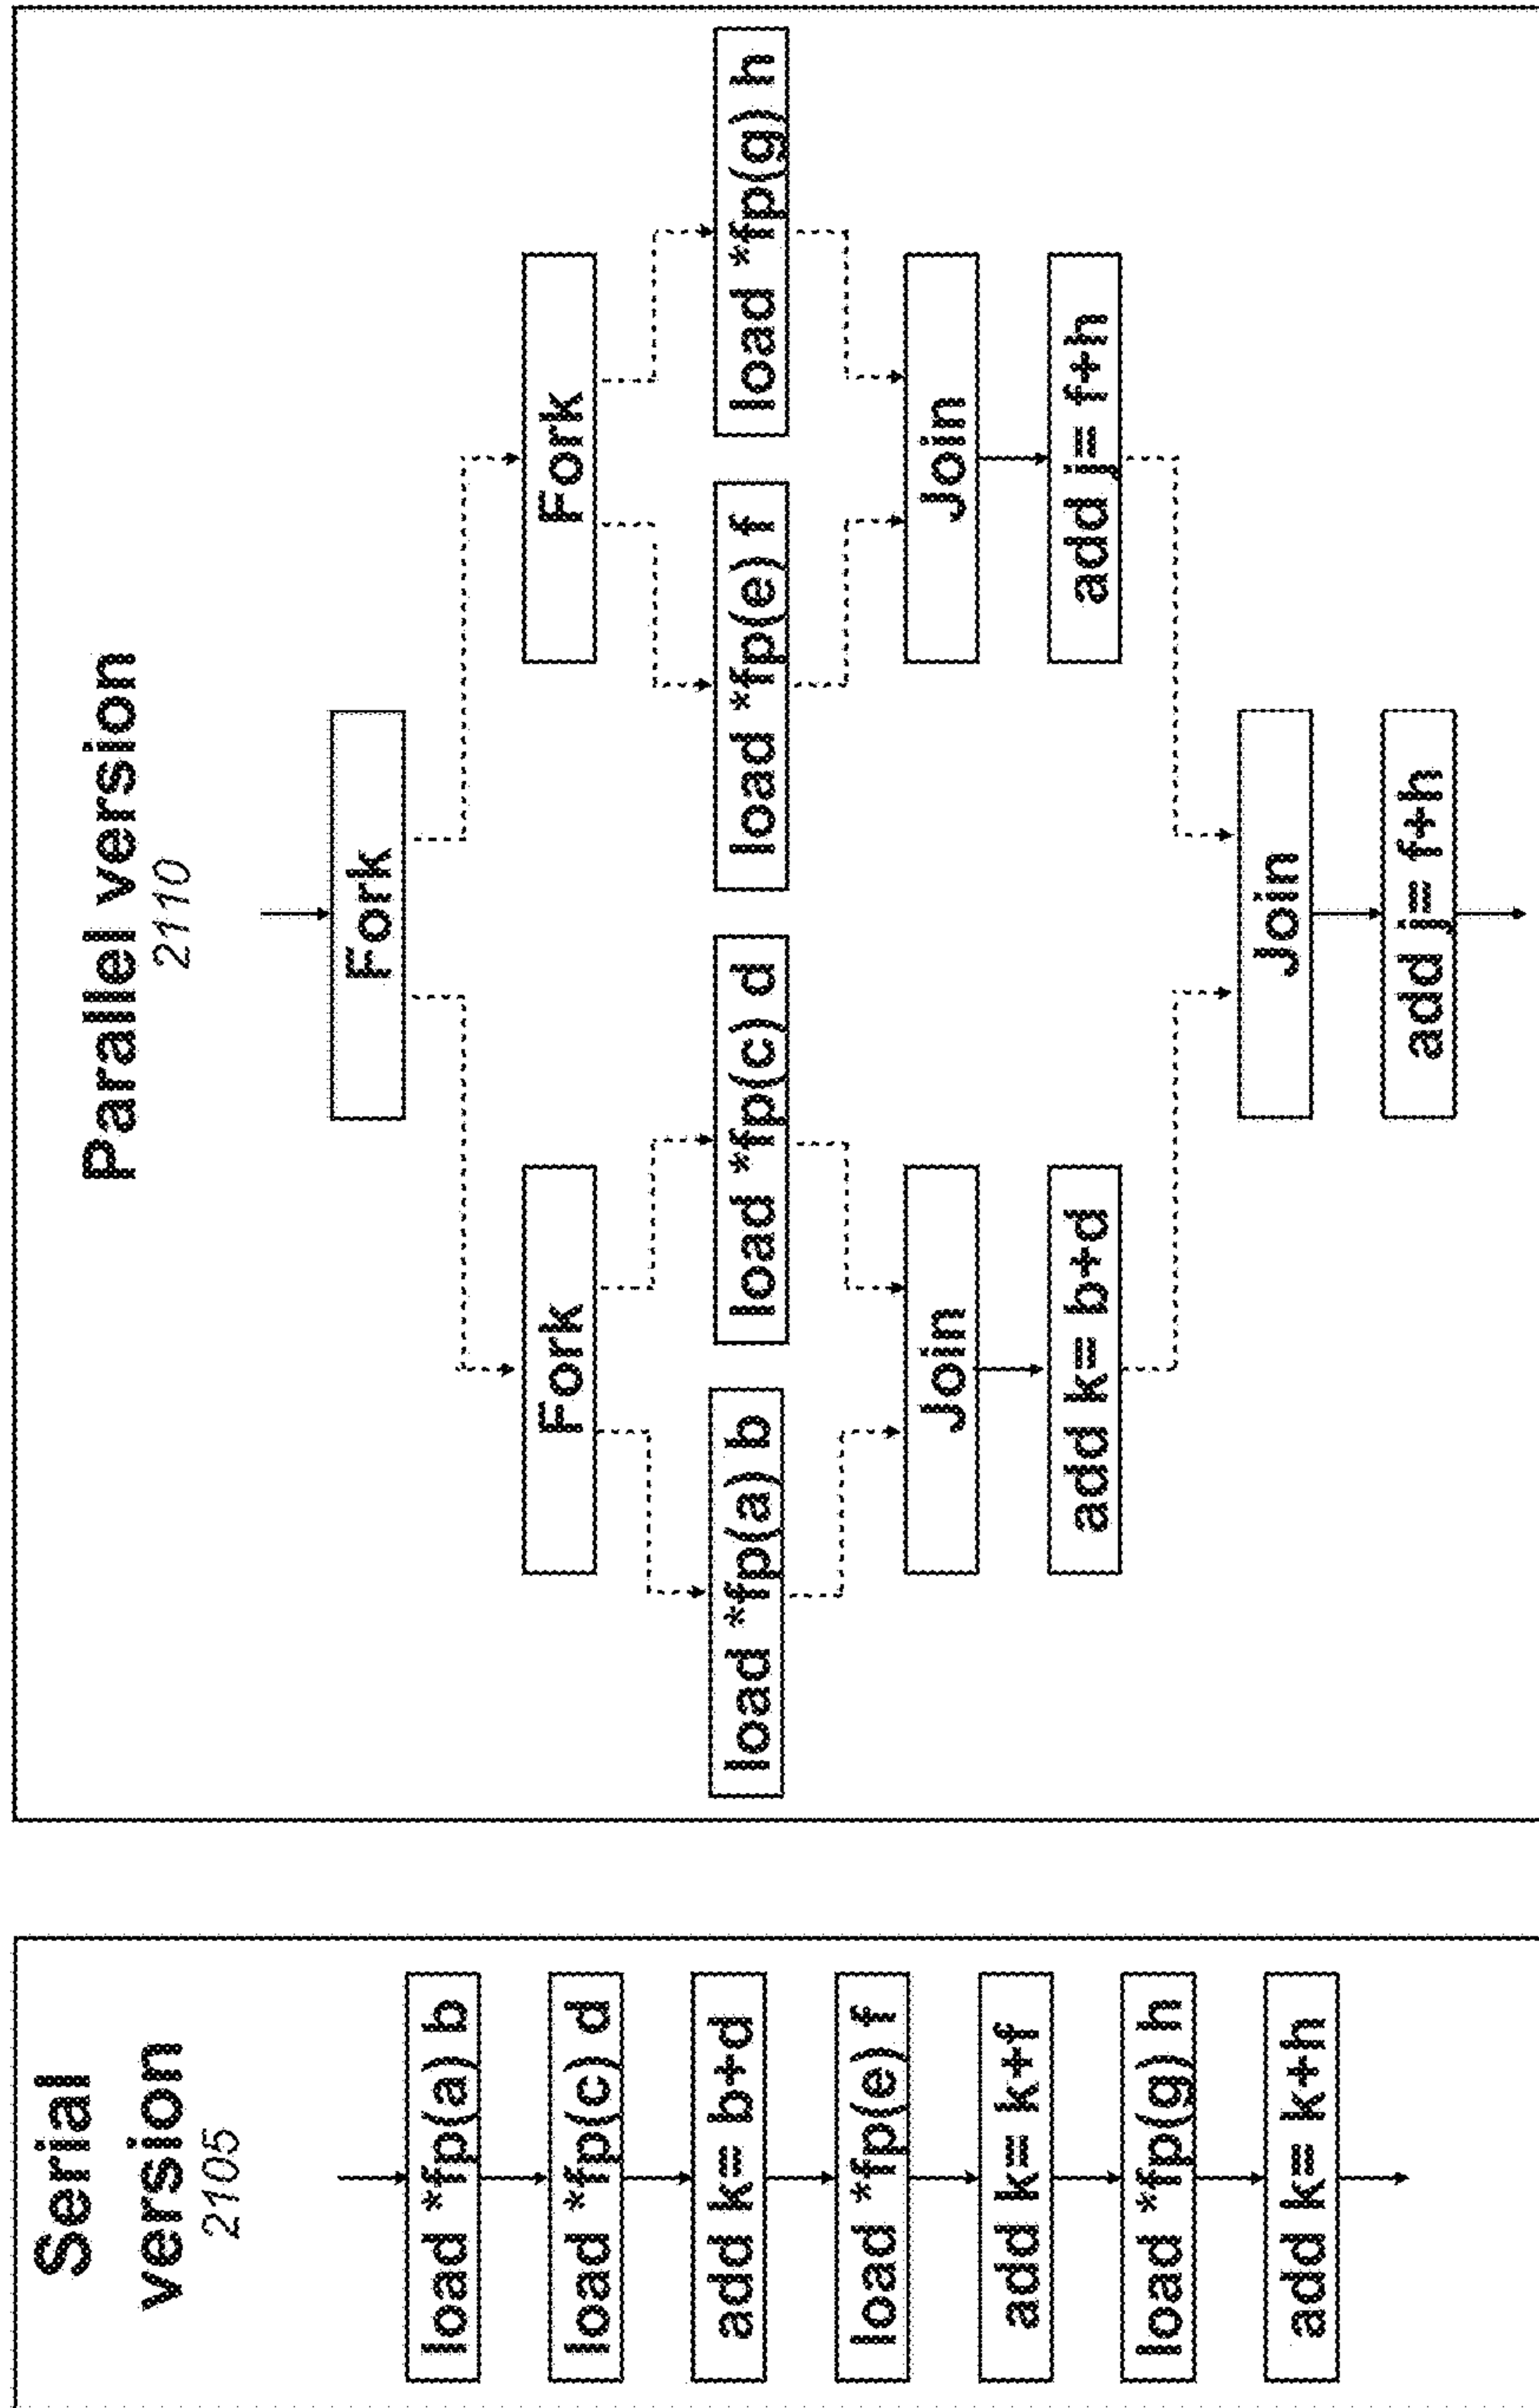 Serial
version
2105
load *fp(a) b
load *fp(c) d
add k= b+d
load *fp(e) f
add k= k+f
load *fp(g) h
add k= k+h
Parallel version
2110
Fork
Fork
Fork
load *fp(a) b
load *fp(c) d
load *fp(e) f
load *fp(g) h
Join
Join
add k= b+d
add j= f+h
Join
add j= f+h